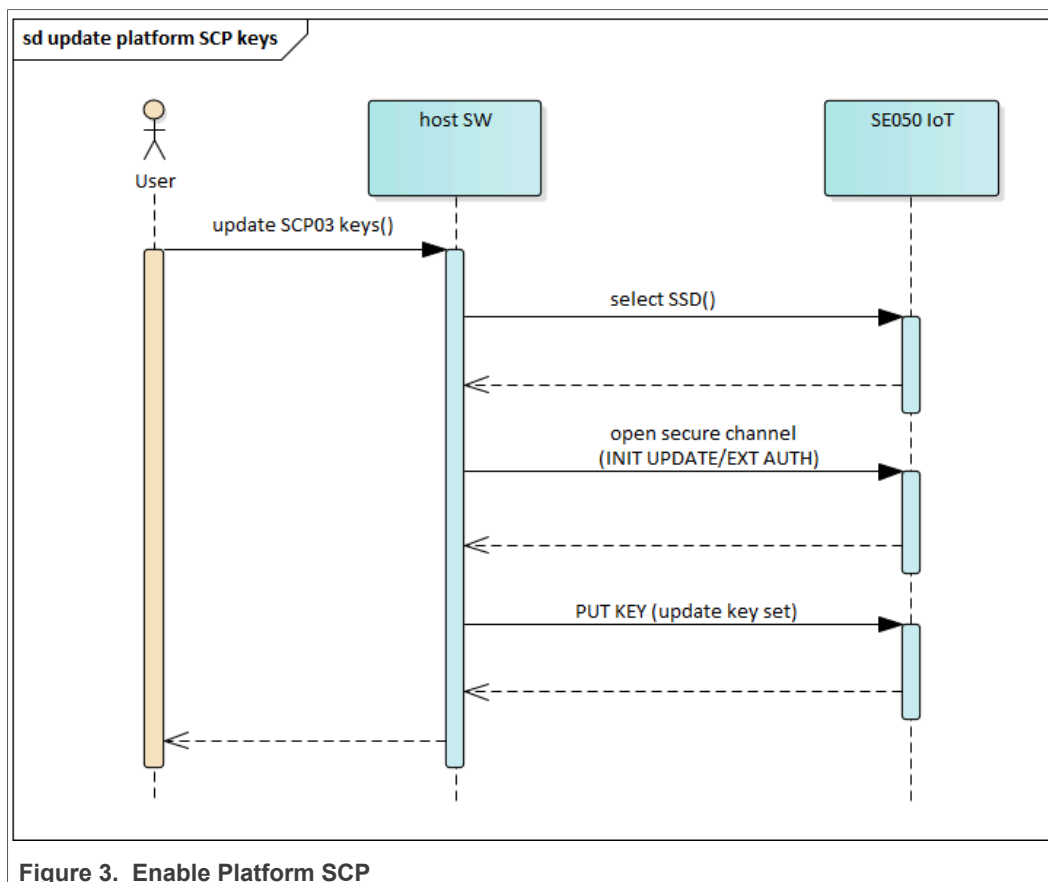 sd update platform SCP keys
host SW
SE050 IoT
User
update SCP03 keys()
select SSD()
open secure channel
(INIT UPDATE/EXT AUTH)
PUT KEY (update key set)
Figure 3. Enable Platform SCP